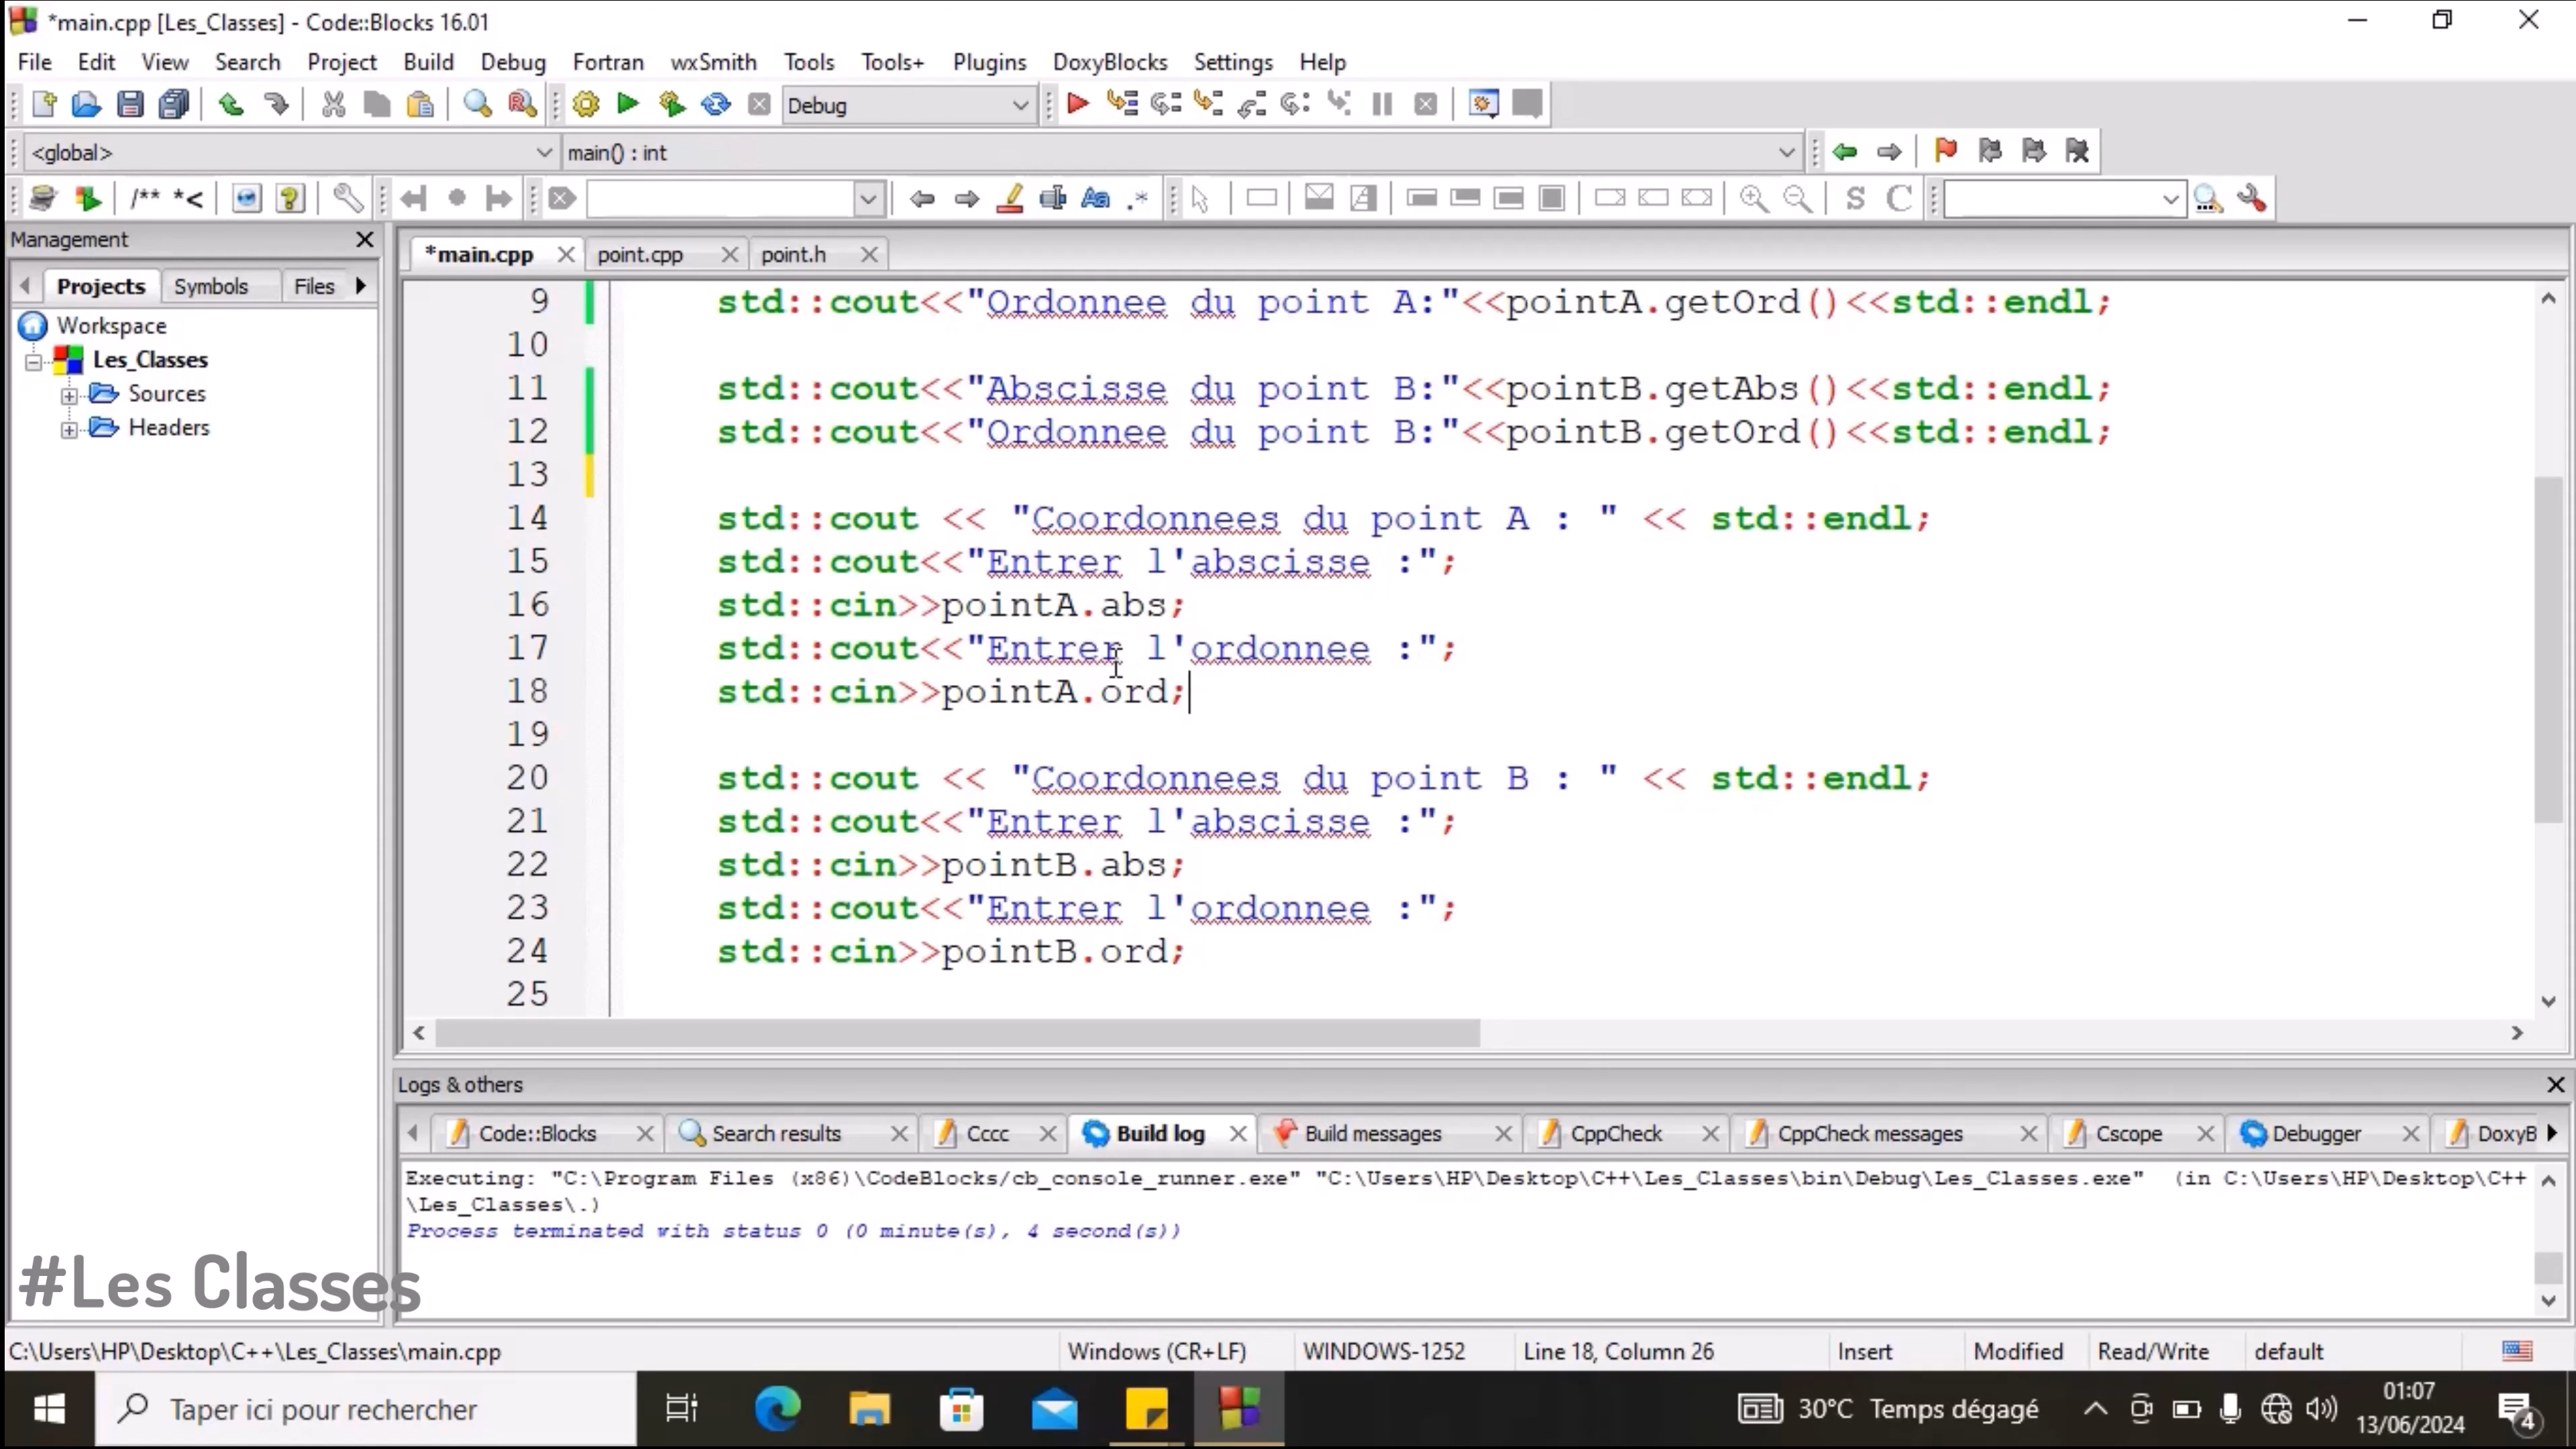 *main.cpp [Les_Classes] - Code::Blocks 16.01
File Edit View Search Project Build Debug Fortran wxSmith Tools Tools+ Plugins DoxyBlocks Settings Help
Debug
<global> main() : int
/** *< Aa .* S C
Management
*main.cpp point.cpp point.h
Projects Symbols Files
Workspace
Les_Classes
Sources
Headers
9 std::cout<<"Ordonnee du point A:"<<pointA.getOrd()<<std::endl;
10
11 std::cout<<"Abscisse du point B:"<<pointB.getAbs()<<std::endl;
12 std::cout<<"Ordonnee du point B:"<<pointB.getOrd()<<std::endl;
13
14 std::cout << "Coordonnees du point A : " << std::endl;
15 std::cout<<"Entrer l'abscisse :";
16 std::cin>>pointA.abs;
17 std::cout<<"Entrer l'ordonnee :";
18 std::cin>>pointA.ord;
19
20 std::cout << "Coordonnees du point B : " << std::endl;
21 std::cout<<"Entrer l'abscisse :";
22 std::cin>>pointB.abs;
23 std::cout<<"Entrer l'ordonnee :";
24 std::cin>>pointB.ord;
25
Logs & others
Code::Blocks Search results Cccc Build log Build messages CppCheck CppCheck messages Cscope Debugger DoxyB
Executing: "C:\Program Files (x86)\CodeBlocks/cb_console_runner.exe" "C:\Users\HP\Desktop\C++\Les_Classes\bin\Debug\Les_Classes.exe" (in C:\Users\HP\Desktop\C++
\Les_Classes\.)
Process terminated with status 0 (0 minute(s), 4 second(s))
#Les Classes
C:\Users\HP\Desktop\C++\Les_Classes\main.cpp Windows (CR+LF) WINDOWS-1252 Line 18, Column 26 Insert Modified Read/Write default
Taper ici pour rechercher
30°C Temps dégagé
01:07
13/06/2024
4